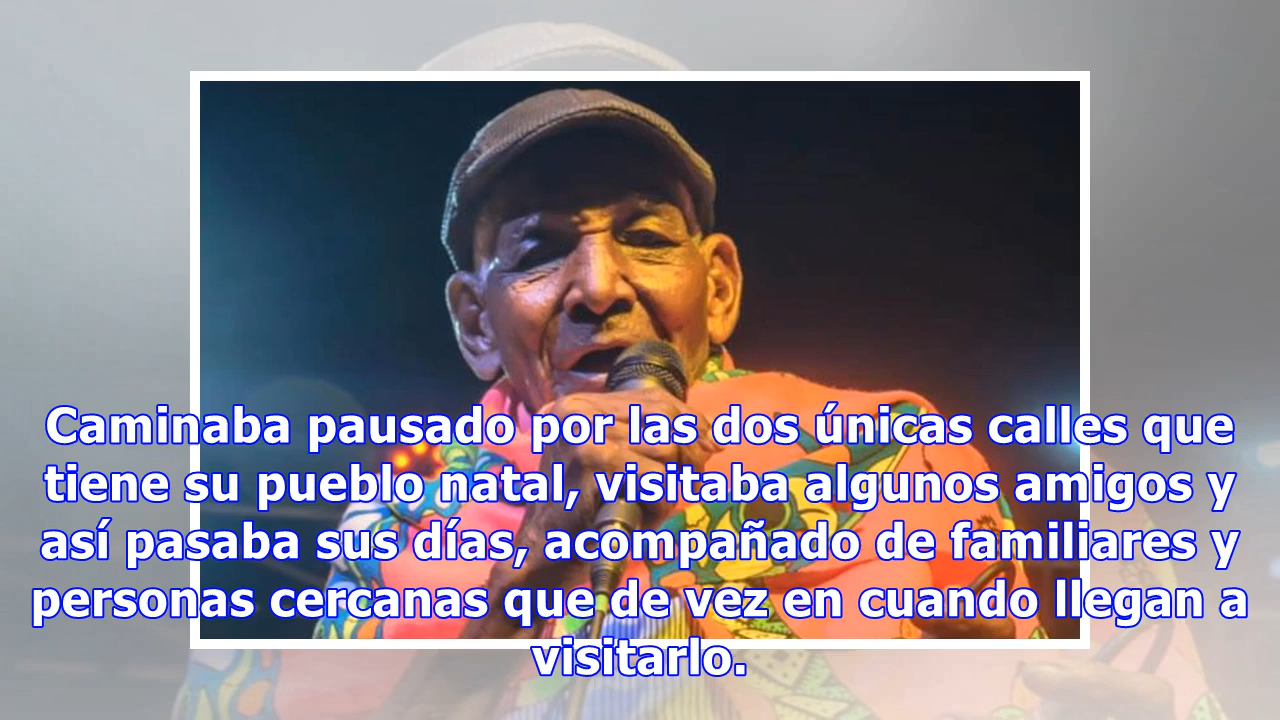 Caminaba pausado por las dos únicas calles que
tiene su pueblo natal, visitaba algunos amigos y
así pasaba sus días, acompañado de familiares y
personas cercanas que de vez en cuando llegan a
visitarlo.